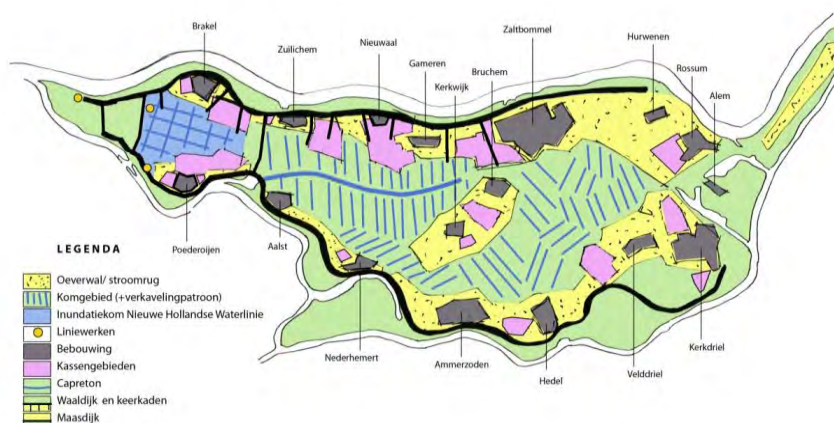 Brakel
Zuilichem
Nieuwaal
Gameren
Kerkwijk
Bruchem
Zaltbommel
Hurwenen
Rossum
Alem
Poederoijen
Aalst
Nederhemert
Ammerzoden
Hedel
Velddriel
Kerkdriel
LEGENDA
Oeverwal/ stroomrug
Komgebied (+verkavelingpatroon)
Inundatiekom Nieuwe Hollandse Waterlinie
Liniewerken
Bebouwing
Kassengebieden
Capreton
Waaldijk en keerkaden
Maasdijk